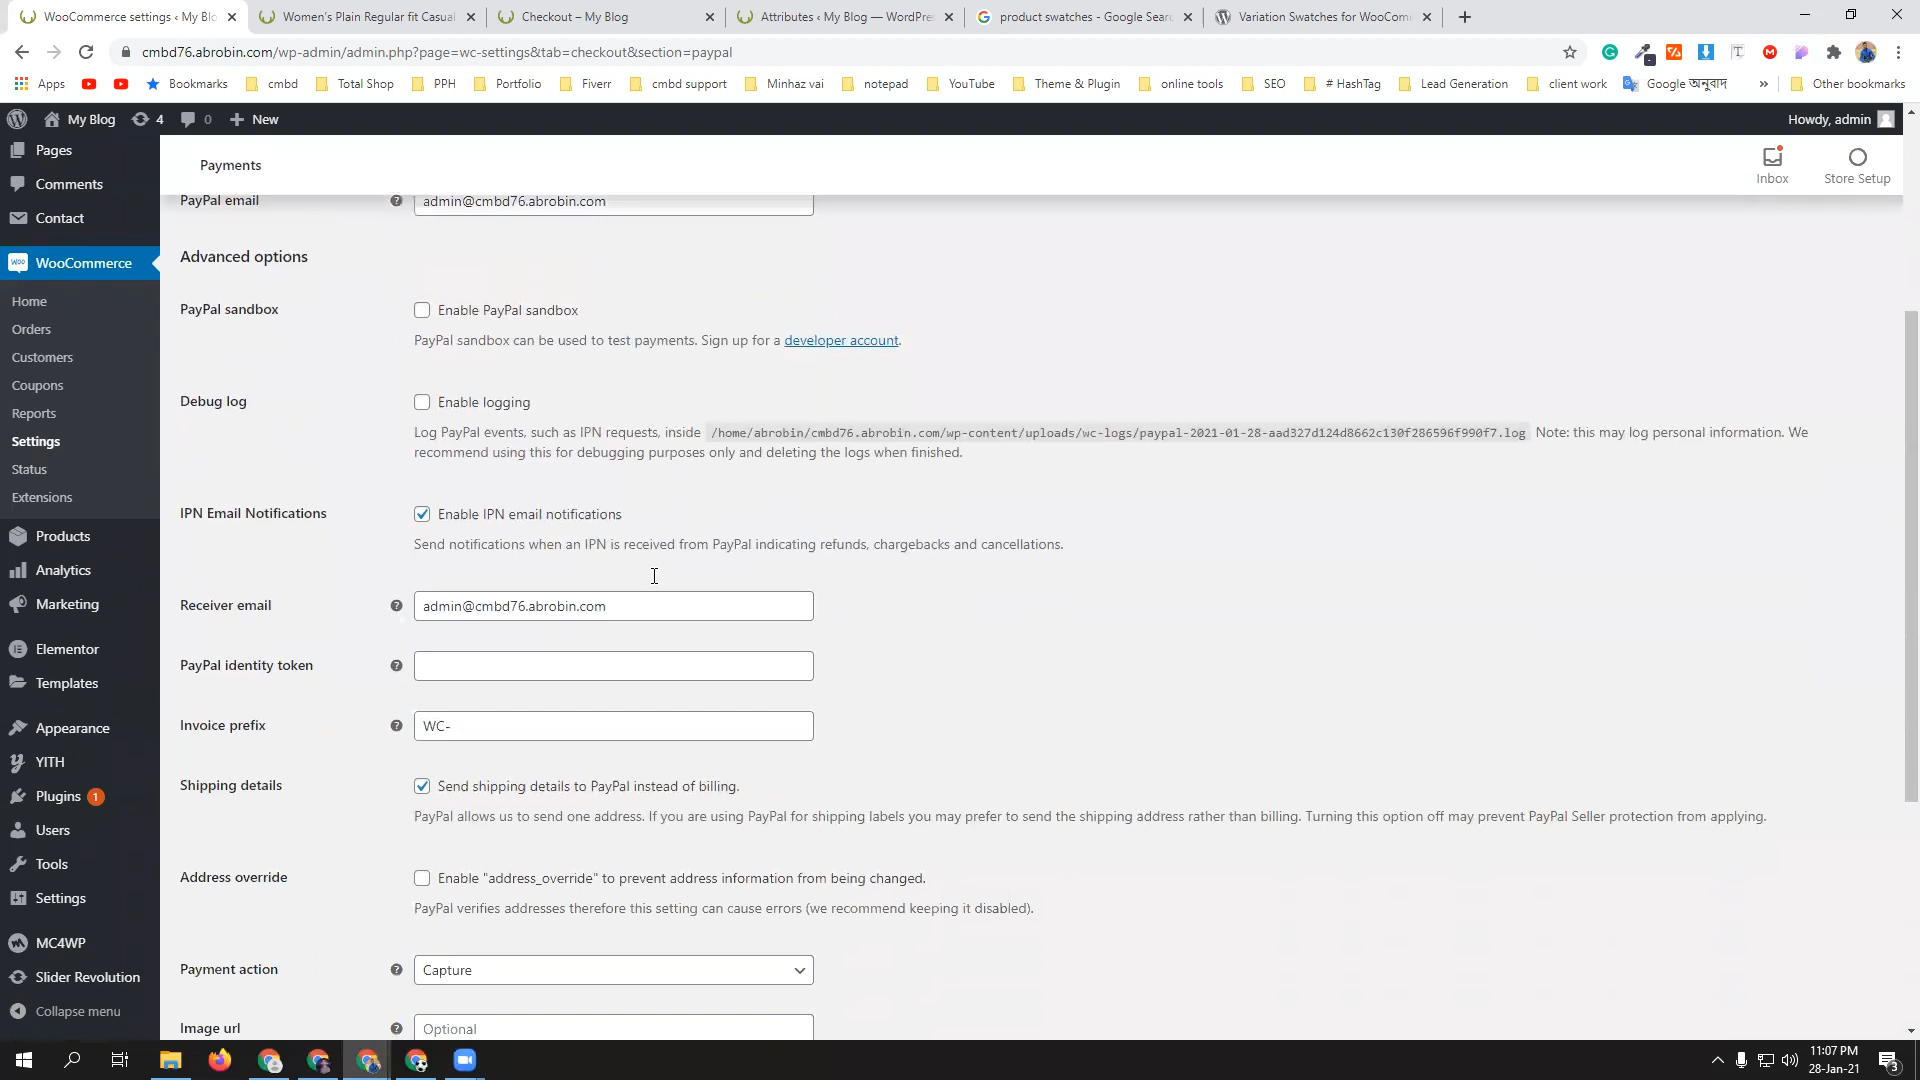 WooCommerce settings ‹ My Blo
Women's Plain Regular fit Casual
Checkout – My Blog
Attributes ‹ My Blog — WordPre
product swatches - Google Sear
Variation Swatches for WooCom
cmbd76.abrobin.com/wp-admin/admin.php?page=wc-settings&tab=checkout&section=paypal
Apps
Bookmarks
cmbd
Total Shop
PPH
Portfolio
Fiverr
cmbd support
Minhaz vai
notepad
YouTube
Theme & Plugin
online tools
SEO
# HashTag
Lead Generation
client work
Google অনুবাদ
»
Other bookmarks
My Blog
4
0
New
Howdy, admin
Pages
Comments
Contact
WooCommerce
Home
Orders
Customers
Coupons
Reports
Settings
Status
Extensions
Products
Analytics
Marketing
Elementor
Templates
Appearance
YITH
Plugins 1
Users
Tools
Settings
MC4WP
Slider Revolution
Collapse menu
Payments
Inbox
Store Setup
PayPal email
admin@cmbd76.abrobin.com
Advanced options
PayPal sandbox
Enable PayPal sandbox
PayPal sandbox can be used to test payments. Sign up for a developer account.
Debug log
Enable logging
Log PayPal events, such as IPN requests, inside /home/abrobin/cmbd76.abrobin.com/wp-content/uploads/wc-logs/paypal-2021-01-28-aad327d124d8662c130f286596f990f7.log Note: this may log personal information. We
recommend using this for debugging purposes only and deleting the logs when finished.
IPN Email Notifications
Enable IPN email notifications
Send notifications when an IPN is received from PayPal indicating refunds, chargebacks and cancellations.
Receiver email
admin@cmbd76.abrobin.com
PayPal identity token
Invoice prefix
WC-
Shipping details
Send shipping details to PayPal instead of billing.
PayPal allows us to send one address. If you are using PayPal for shipping labels you may prefer to send the shipping address rather than billing. Turning this option off may prevent PayPal Seller protection from applying.
Address override
Enable "address_override" to prevent address information from being changed.
PayPal verifies addresses therefore this setting can cause errors (we recommend keeping it disabled).
Payment action
Capture
Image url
Optional
11:07 PM
28-Jan-21
3